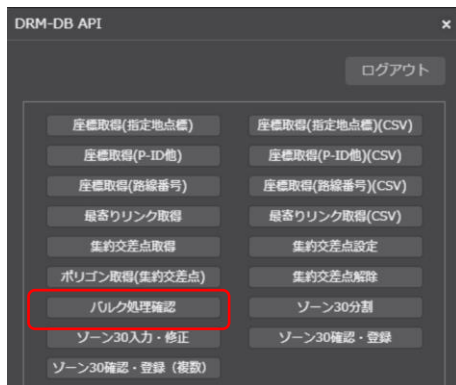 DRM-DB API ×
ログアウト
座標取得(指定地点標) 座標取得(指定地点標)(CSV)
座標取得(P-ID他) 座標取得(P-ID他)(CSV)
座標取得(路線番号) 座標取得(路線番号)(CSV)
最寄りリンク取得 最寄りリンク取得(CSV)
集約交差点取得 集約交差点設定
ポリゴン取得(集約交差点) 集約交差点解除
バルク処理確認 ゾーン30分割
ゾーン30入力・修正 ゾーン30確認・登録
ゾーン30確認・登録（複数）